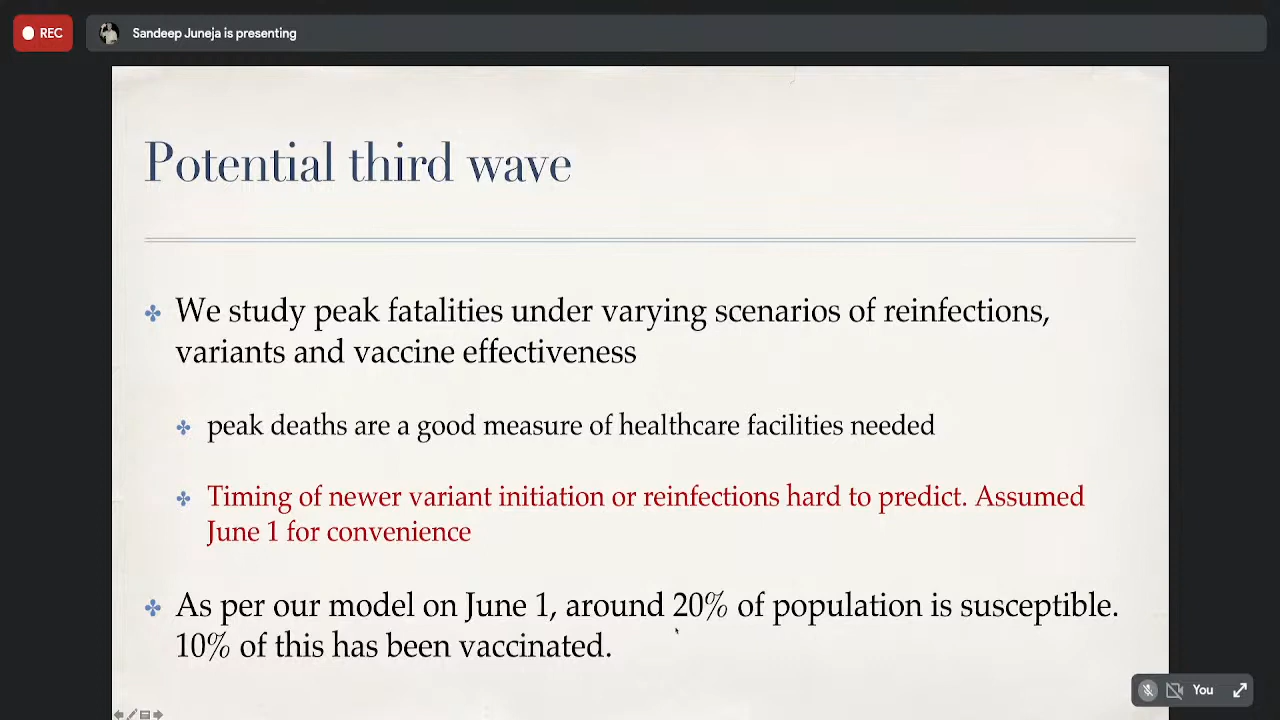 REC
Sandeep Juneja is presenting
Potential third wave
We study peak fatalities under varying scenarios of reinfections,
variants and vaccine effectiveness
peak deaths are a good measure of healthcare facilities needed
Timing of newer variant initiation or reinfections hard to predict. Assumed
June 1 for convenience
As per our model on June 1, around 20% of population is susceptible.
10% of this has been vaccinated.
You